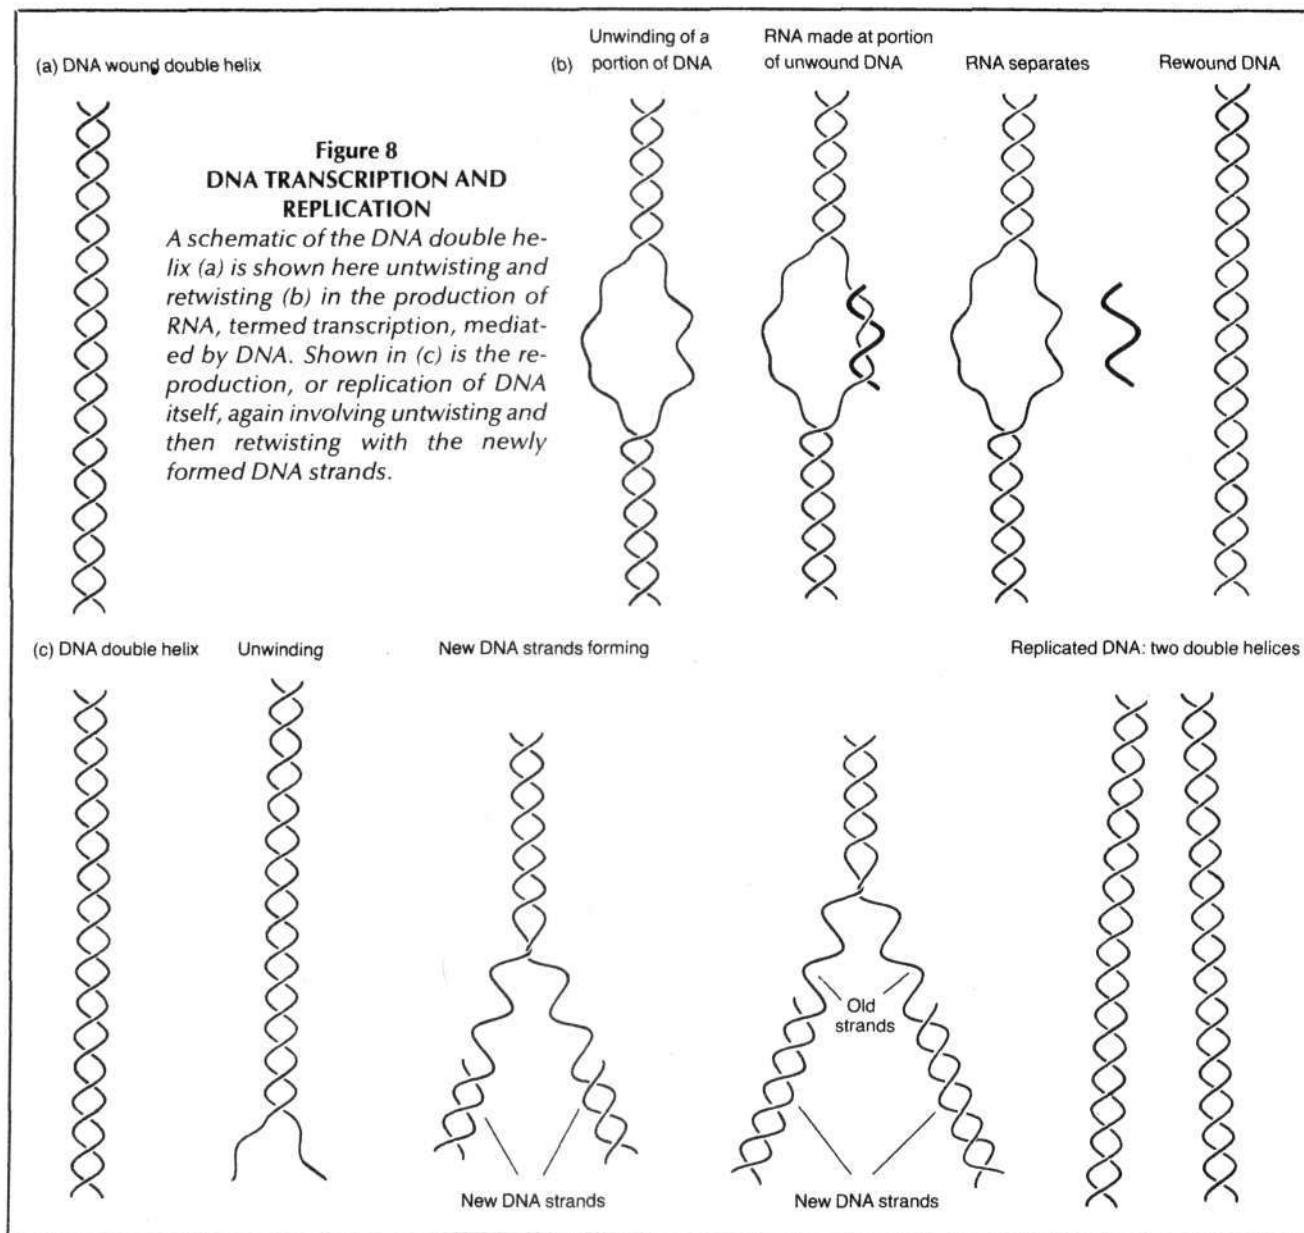 (a) DNA wound double helix
Figure 8
DNA TRANSCRIPTION AND
REPLICATION
A schematic of the DNA double he-
lix (a) is shown here untwisting and
retwisting (b) in the production of
RNA, termed transcription, mediat-
ed by DNA. Shown in (c) is the re-
production, or replication of DNA
itself, again involving untwisting and
then retwisting with the newly
formed DNA strands.
(b)
Unwinding of a
portion of DNA
RNA made at portion
of unwound DNA
RNA separates
Rewound DNA
(c) DNA double helix
Unwinding
New DNA strands forming
Replicated DNA: two double helices
Old
strands
New DNA strands
New DNA strands